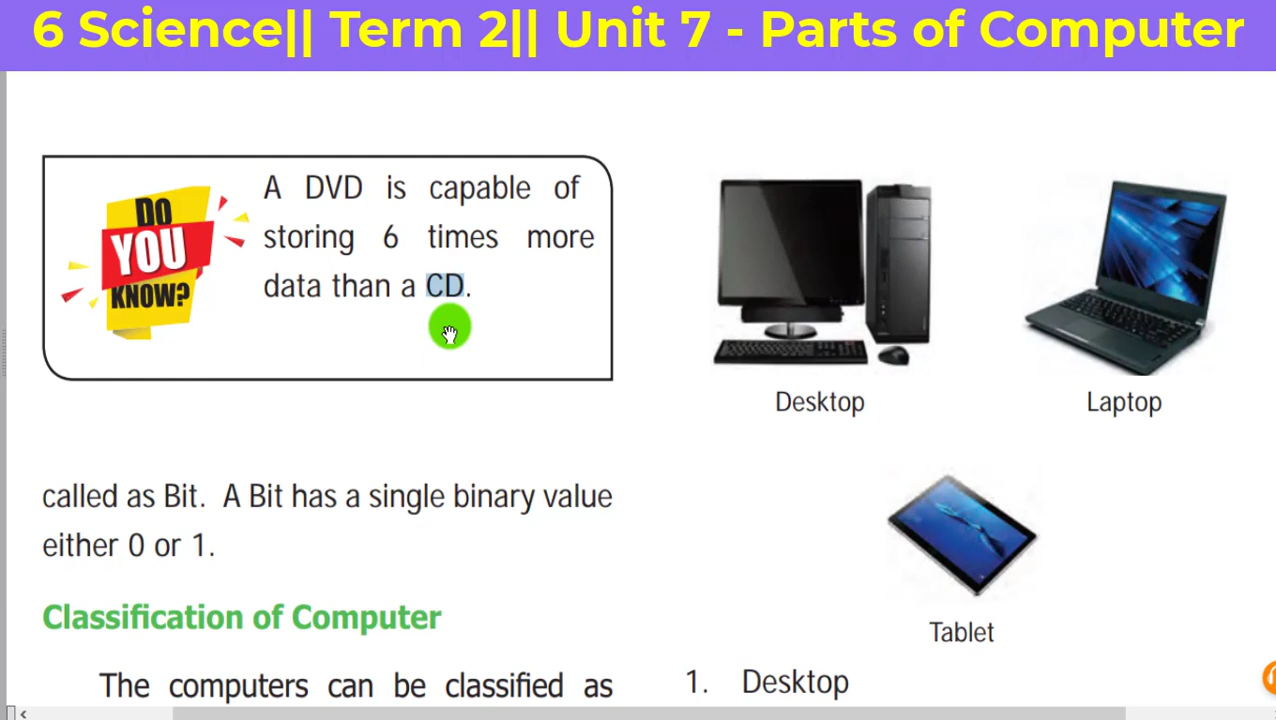 6 Science|| Term 2|| Unit 7 - Parts of Computer
DO
YOU
KNOW?
A DVD is capable of
storing 6 times more
data than a CD.
called as Bit. A Bit has a single binary value
either 0 or 1.
Classification of Computer
The computers can be classified as
Desktop
Laptop
Tablet
1. Desktop